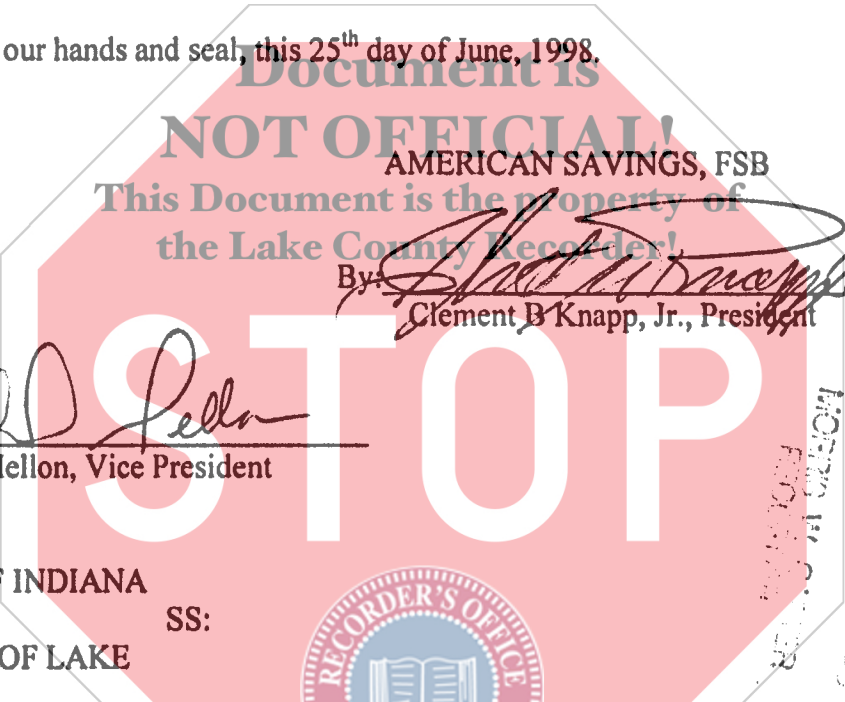 our hands and seal, this 25th day of June, 1998.
Document is
NOT OFFICIAL!
AMERICAN SAVINGS, FSB
This Document is the property of
the Lake County Recorder!
By:
Clement B Knapp, Jr., President
STOP
ellon, Vice President
INDIANA
SS:
OF LAKE
RECORDER'S OFFICE